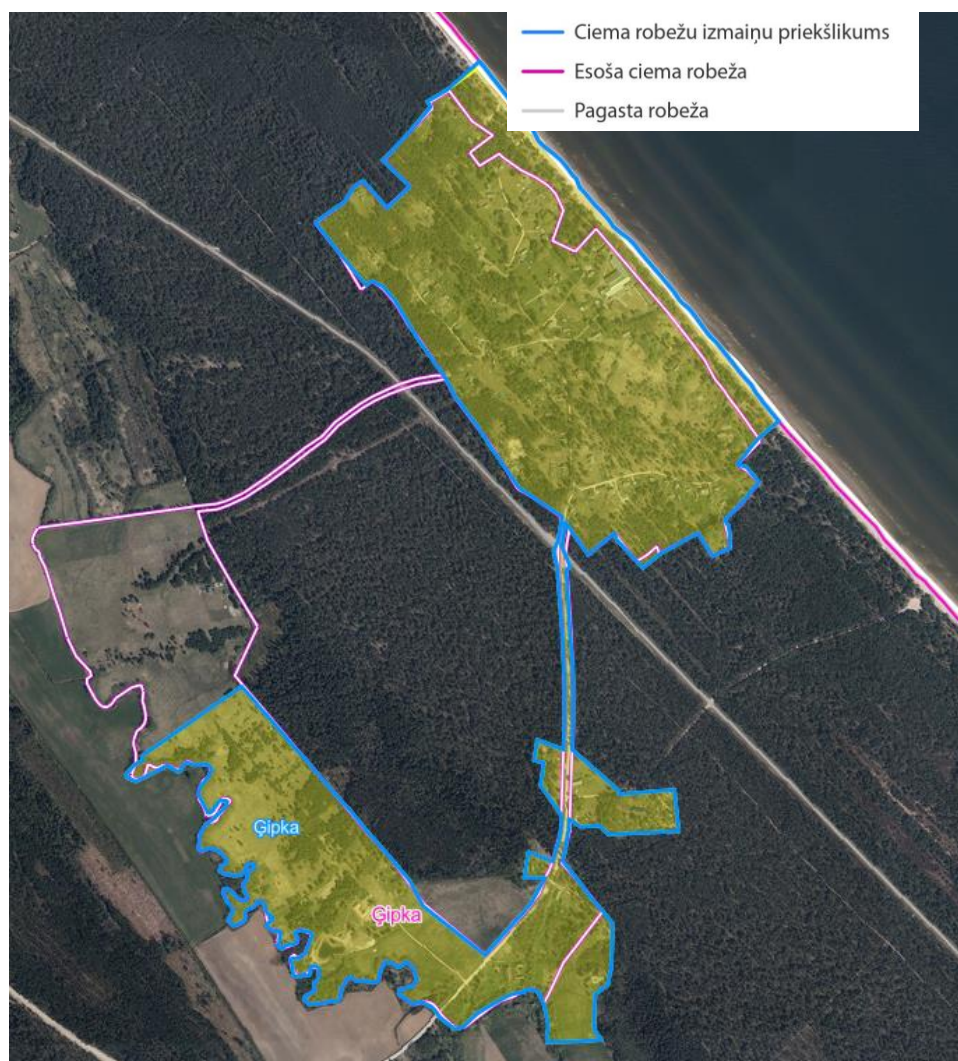 Ciema robežu izmaiņu priekšlikums
Esoša ciema robeža
Pagasta robeža
Ģipka
Ģipka